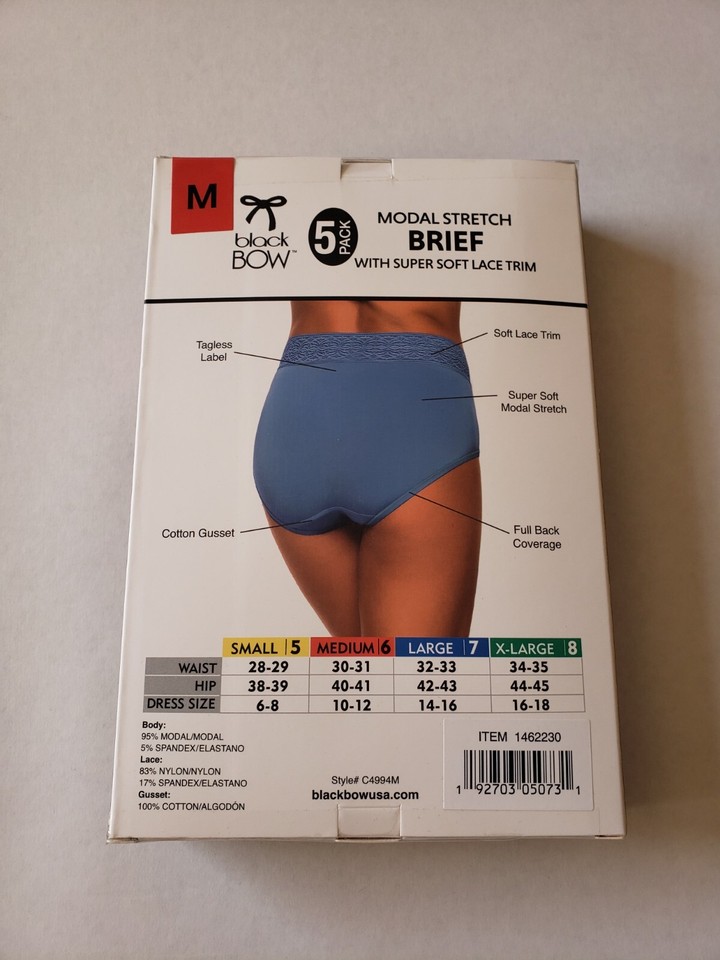 M
black
BOW™
5 PACK
MODAL STRETCH
BRIEF
WITH SUPER SOFT LACE TRIM
Tagless
Label
Soft Lace Trim
Super Soft
Modal Stretch
Cotton Gusset
Full Back
Coverage
SMALL 5 MEDIUM 6 LARGE 7 X-LARGE 8
WAIST 28-29 30-31 32-33 34-35
HIP 38-39 40-41 42-43 44-45
DRESS SIZE 6-8 10-12 14-16 16-18
Body:
95% MODAL/MODAL
5% SPANDEX/ELASTANO
Lace:
83% NYLON/NYLON
17% SPANDEX/ELASTANO
Gusset:
100% COTTON/ALGODÓN
Style# C4994M
blackbowusa.com
ITEM 1462230
1 92703 05073 1